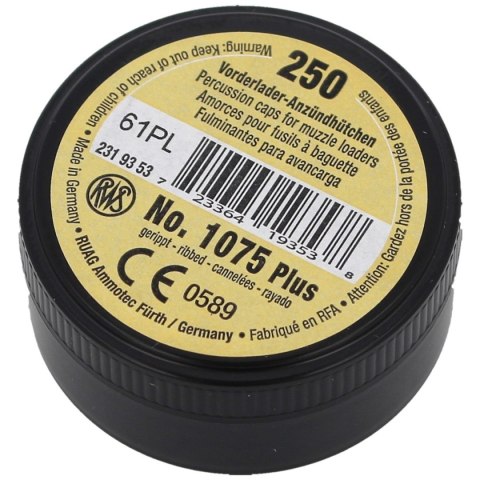 250
Vorderlader-Anzündhütchen
Percussion caps for muzzle loaders
Amorces pour fusils à baguette
Fulminantes para avancarga
61PL
231 93 53
7 23364 19353 8
RWS
No. 1075 Plus
gerippt - ribbed - cannelées - rayado
CE 0589
Warning: Keep out of reach of Children • Made in Germany • RUAG Ammotec Fürth / Germany • Fabriqué en RFA • Attention: Gardez hors de la portée des enfants